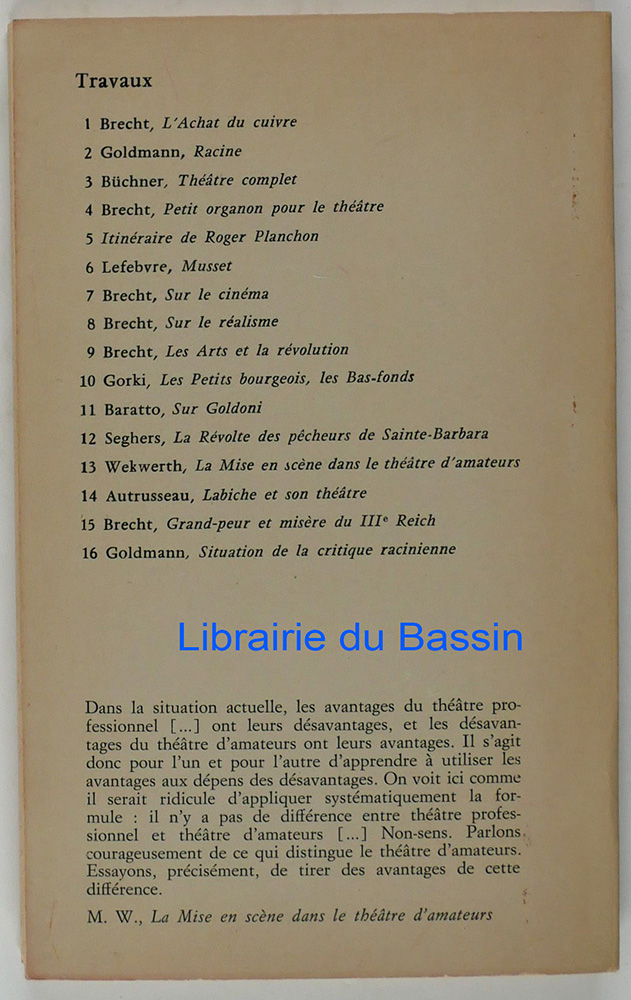 Travaux
1 Brecht, L'Achat du cuivre
2 Goldmann, Racine
3 Büchner, Théâtre complet
4 Brecht, Petit organon pour le théâtre
5 Itinéraire de Roger Planchon
6 Lefebvre, Musset
7 Brecht, Sur le cinéma
8 Brecht, Sur le réalisme
9 Brecht, Les Arts et la révolution
10 Gorki, Les Petits bourgeois, les Bas-fonds
11 Baratto, Sur Goldoni
12 Seghers, La Révolte des pêcheurs de Sainte-Barbara
13 Wekwerth, La Mise en scène dans le théâtre d'amateurs
14 Autrusseau, Labiche et son théâtre
15 Brecht, Grand-peur et misère du IIIe Reich
16 Goldmann, Situation de la critique racinienne
Librairie du Bassin
Dans la situation actuelle, les avantages du théâtre pro-
fessionnel [...] ont leurs désavantages, et les désavan-
tages du théâtre d'amateurs ont leurs avantages. Il s'agit
donc pour l'un et pour l'autre d'apprendre à utiliser les
avantages aux dépens des désavantages. On voit ici comme
il serait ridicule d'appliquer systématiquement la for-
mule : il n'y a pas de différence entre théâtre profes-
sionnel et théâtre d'amateurs [...] Non-sens. Parlons
courageusement de ce qui distingue le théâtre d'amateurs.
Essayons, précisément, de tirer des avantages de cette
différence.
M. W., La Mise en scène dans le théâtre d'amateurs